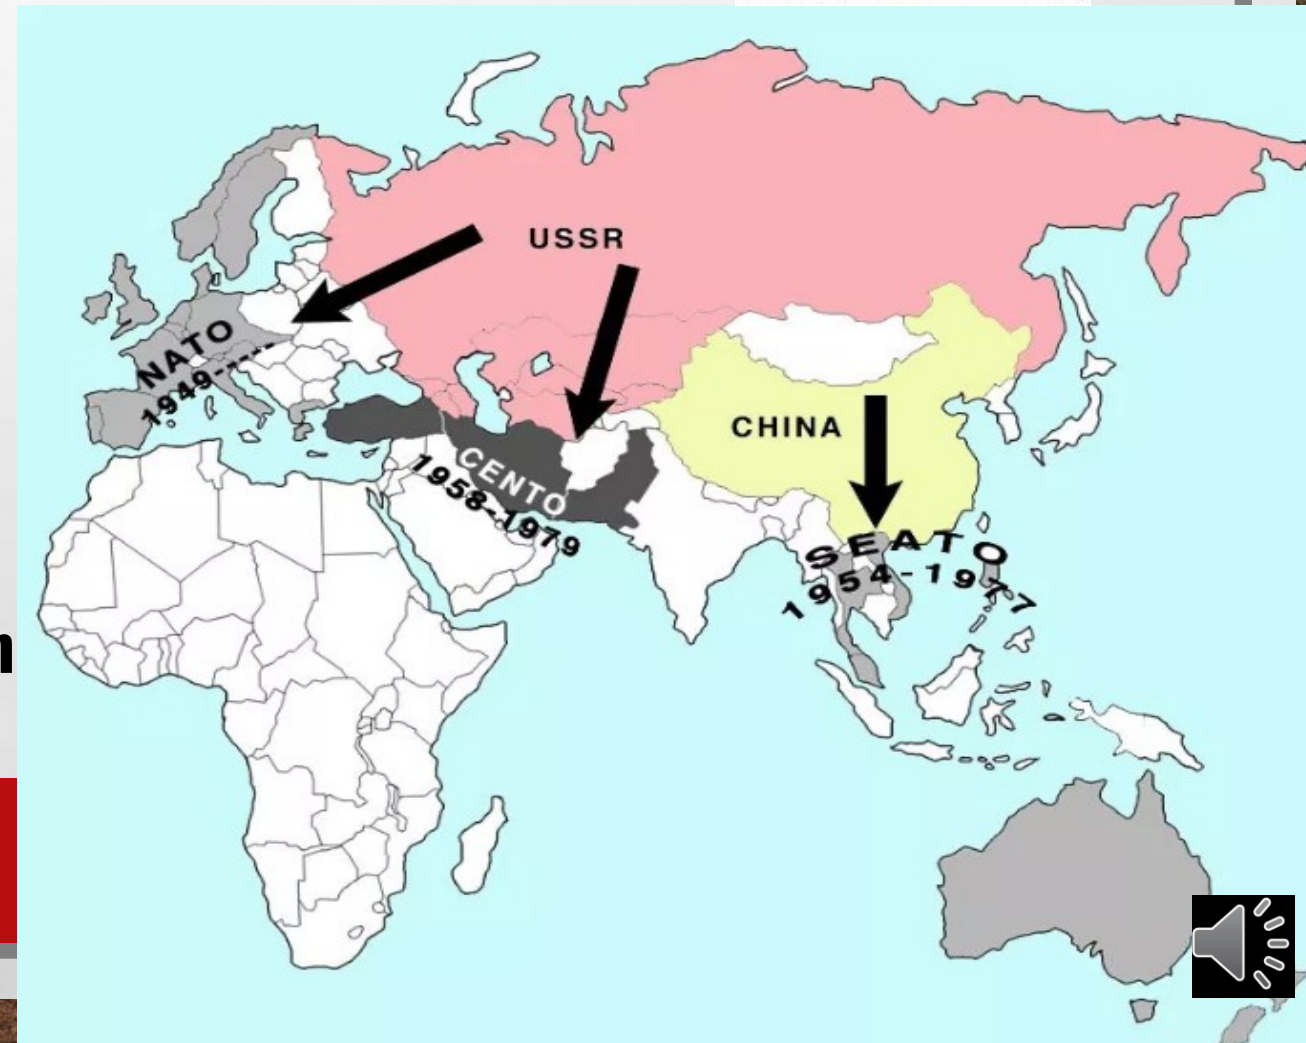 USSR
NATO
1949-----
CENTO
1958-1979
CHINA
SEATO
1954-1977